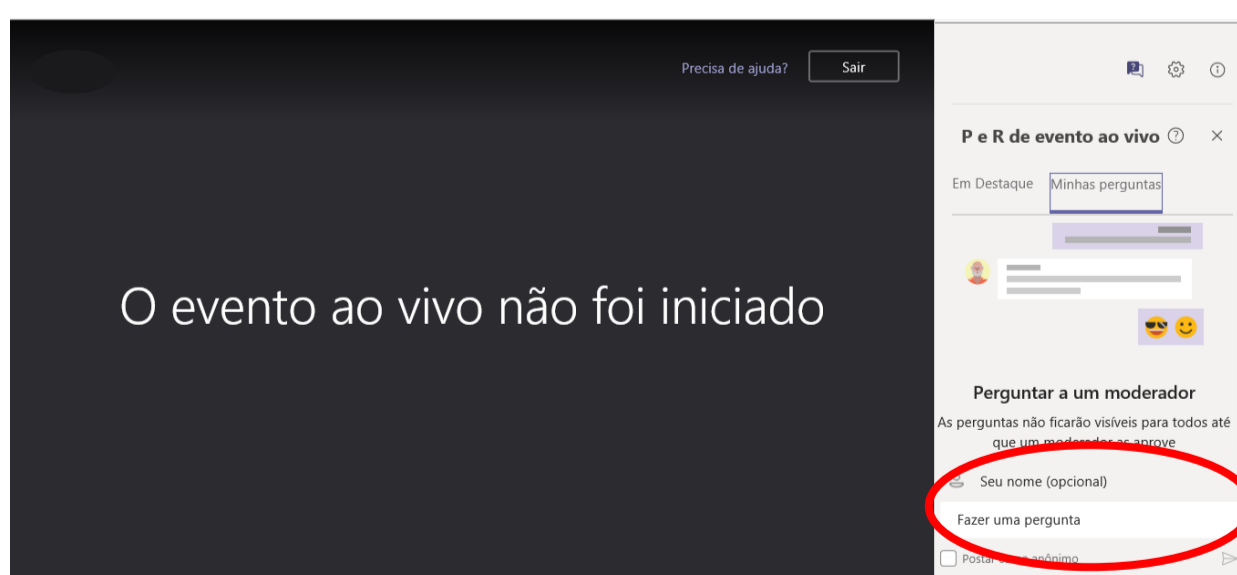 Precisa de ajuda?
Sair
O evento ao vivo não foi iniciado
P e R de evento ao vivo
Em Destaque
Minhas perguntas
Perguntar a um moderador
As perguntas não ficarão visíveis para todos até
que um moderador as aprove
Seu nome (opcional)
Fazer uma pergunta
Postar como anônimo